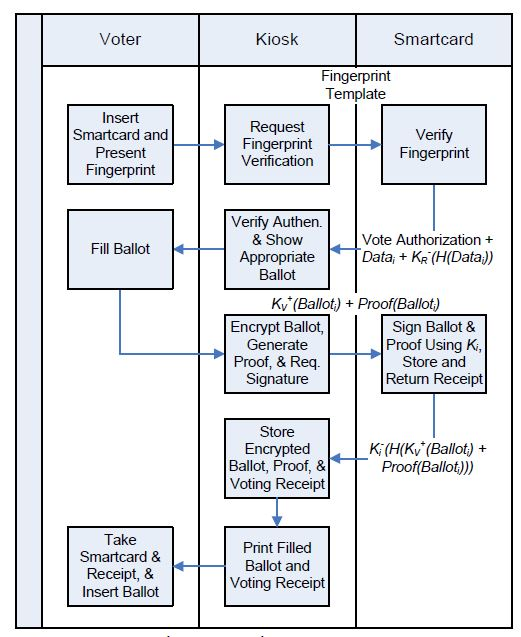 Voter
Kiosk
Smartcard
Fingerprint
Template
Insert
Smartcard and
Present
Fingerprint
Request
Fingerprint
Verification
Verify
Fingerprint
Vote Authorization +
Dataᵢ + K_R⁻(H(Dataᵢ))
Verify Authen.
& Show
Appropriate
Ballot
Fill Ballot
K_V⁺(Ballotᵢ) + Proof(Ballotᵢ)
Encrypt Ballot,
Generate
Proof, & Req.
Signature
Sign Ballot &
Proof Using Kᵢ,
Store and
Return Receipt
Kᵢ⁻(H(K_V⁺(Ballotᵢ) +
Proof(Ballotᵢ)))
Store
Encrypted
Ballot, Proof, &
Voting Receipt
Print Filled
Ballot and
Voting Receipt
Take
Smartcard &
Receipt, &
Insert Ballot